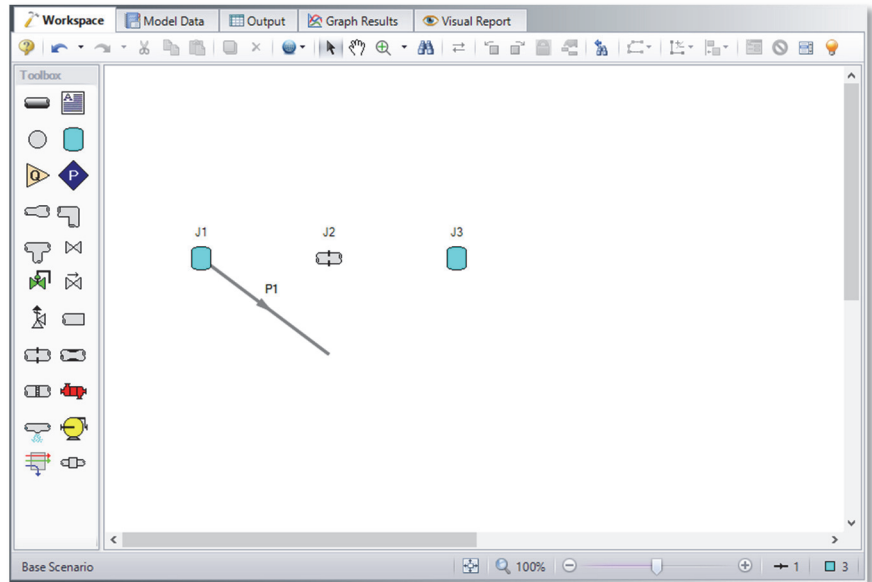 Workspace Model Data Output Graph Results Visual Report
Toolbox
A
Q P
J1 J2 J3
P1
Base Scenario 100% 1 3